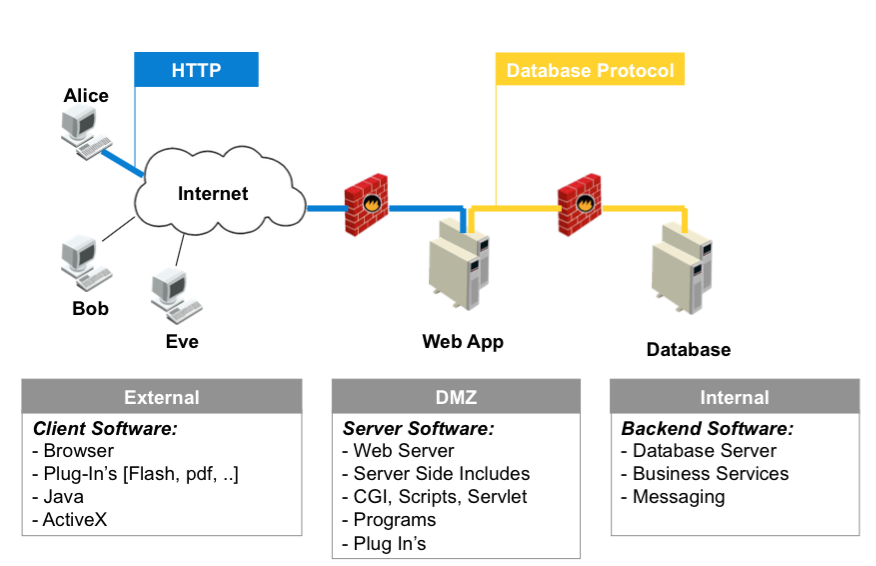 HTTP
Database Protocol
Alice
Internet
Bob
Eve
Web App
Database
External
Client Software:
- Browser
- Plug-In's [Flash, pdf, ..]
- Java
- ActiveX
DMZ
Server Software:
- Web Server
- Server Side Includes
- CGI, Scripts, Servlet
- Programs
- Plug In's
Internal
Backend Software:
- Database Server
- Business Services
- Messaging